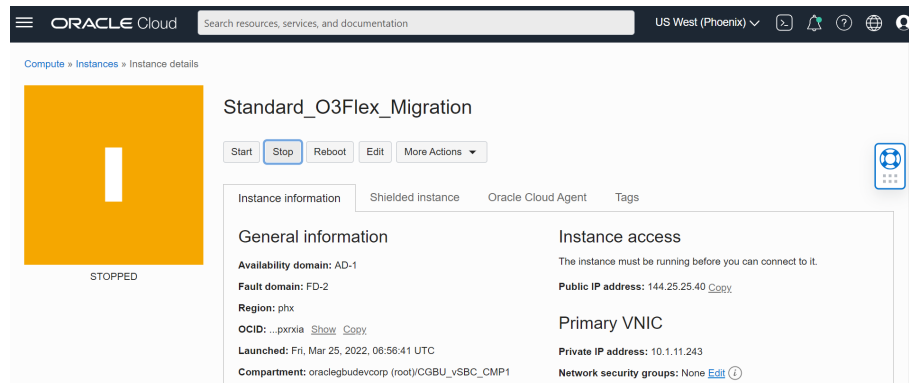 ORACLE Cloud
Search resources, services, and documentation
US West (Phoenix)
Compute » Instances » Instance details
Standard_O3Flex_Migration
Start Stop Reboot Edit More Actions
Instance information Shielded instance Oracle Cloud Agent Tags
STOPPED
General information
Availability domain: AD-1
Fault domain: FD-2
Region: phx
OCID: ...pxrxia Show Copy
Launched: Fri, Mar 25, 2022, 06:56:41 UTC
Compartment: oraclegbudevcorp (root)/CGBU_vSBC_CMP1
Instance access
The instance must be running before you can connect to it.
Public IP address: 144.25.25.40 Copy
Primary VNIC
Private IP address: 10.1.11.243
Network security groups: None Edit